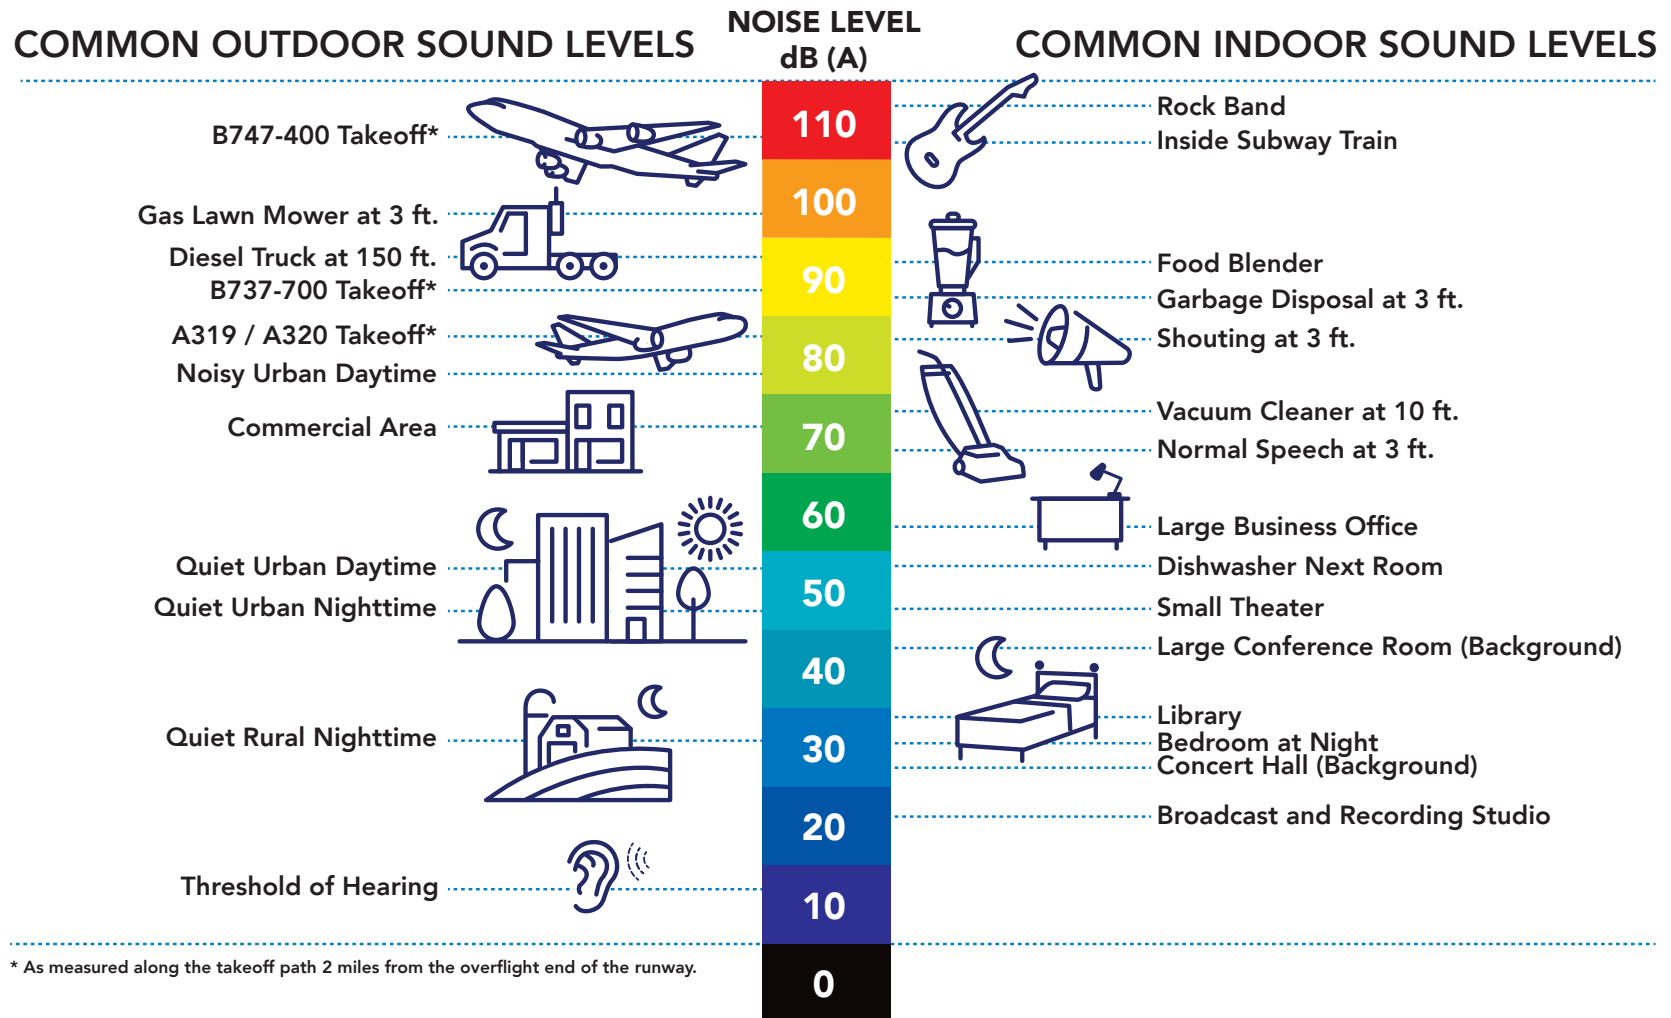 COMMON OUTDOOR SOUND LEVELS
NOISE LEVEL
dB (A)
COMMON INDOOR SOUND LEVELS
B747-400 Takeoff*
Gas Lawn Mower at 3 ft.
Diesel Truck at 150 ft.
B737-700 Takeoff*
A319 / A320 Takeoff*
Noisy Urban Daytime
Commercial Area
Quiet Urban Daytime
Quiet Urban Nighttime
Quiet Rural Nighttime
Threshold of Hearing
110
100
90
80
70
60
50
40
30
20
10
0
Rock Band
Inside Subway Train
Food Blender
Garbage Disposal at 3 ft.
Shouting at 3 ft.
Vacuum Cleaner at 10 ft.
Normal Speech at 3 ft.
Large Business Office
Dishwasher Next Room
Small Theater
Large Conference Room (Background)
Library
Bedroom at Night
Concert Hall (Background)
Broadcast and Recording Studio
* As measured along the takeoff path 2 miles from the overflight end of the runway.